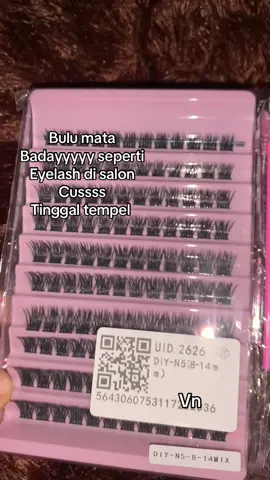 Bulu mata
Badayyyyy seperti
Eyelash di salon
Cussss
Tinggal tempel
UID 2626
DIY-N5(8-14m
m)
Vn
DIY-N5-8-14MIX